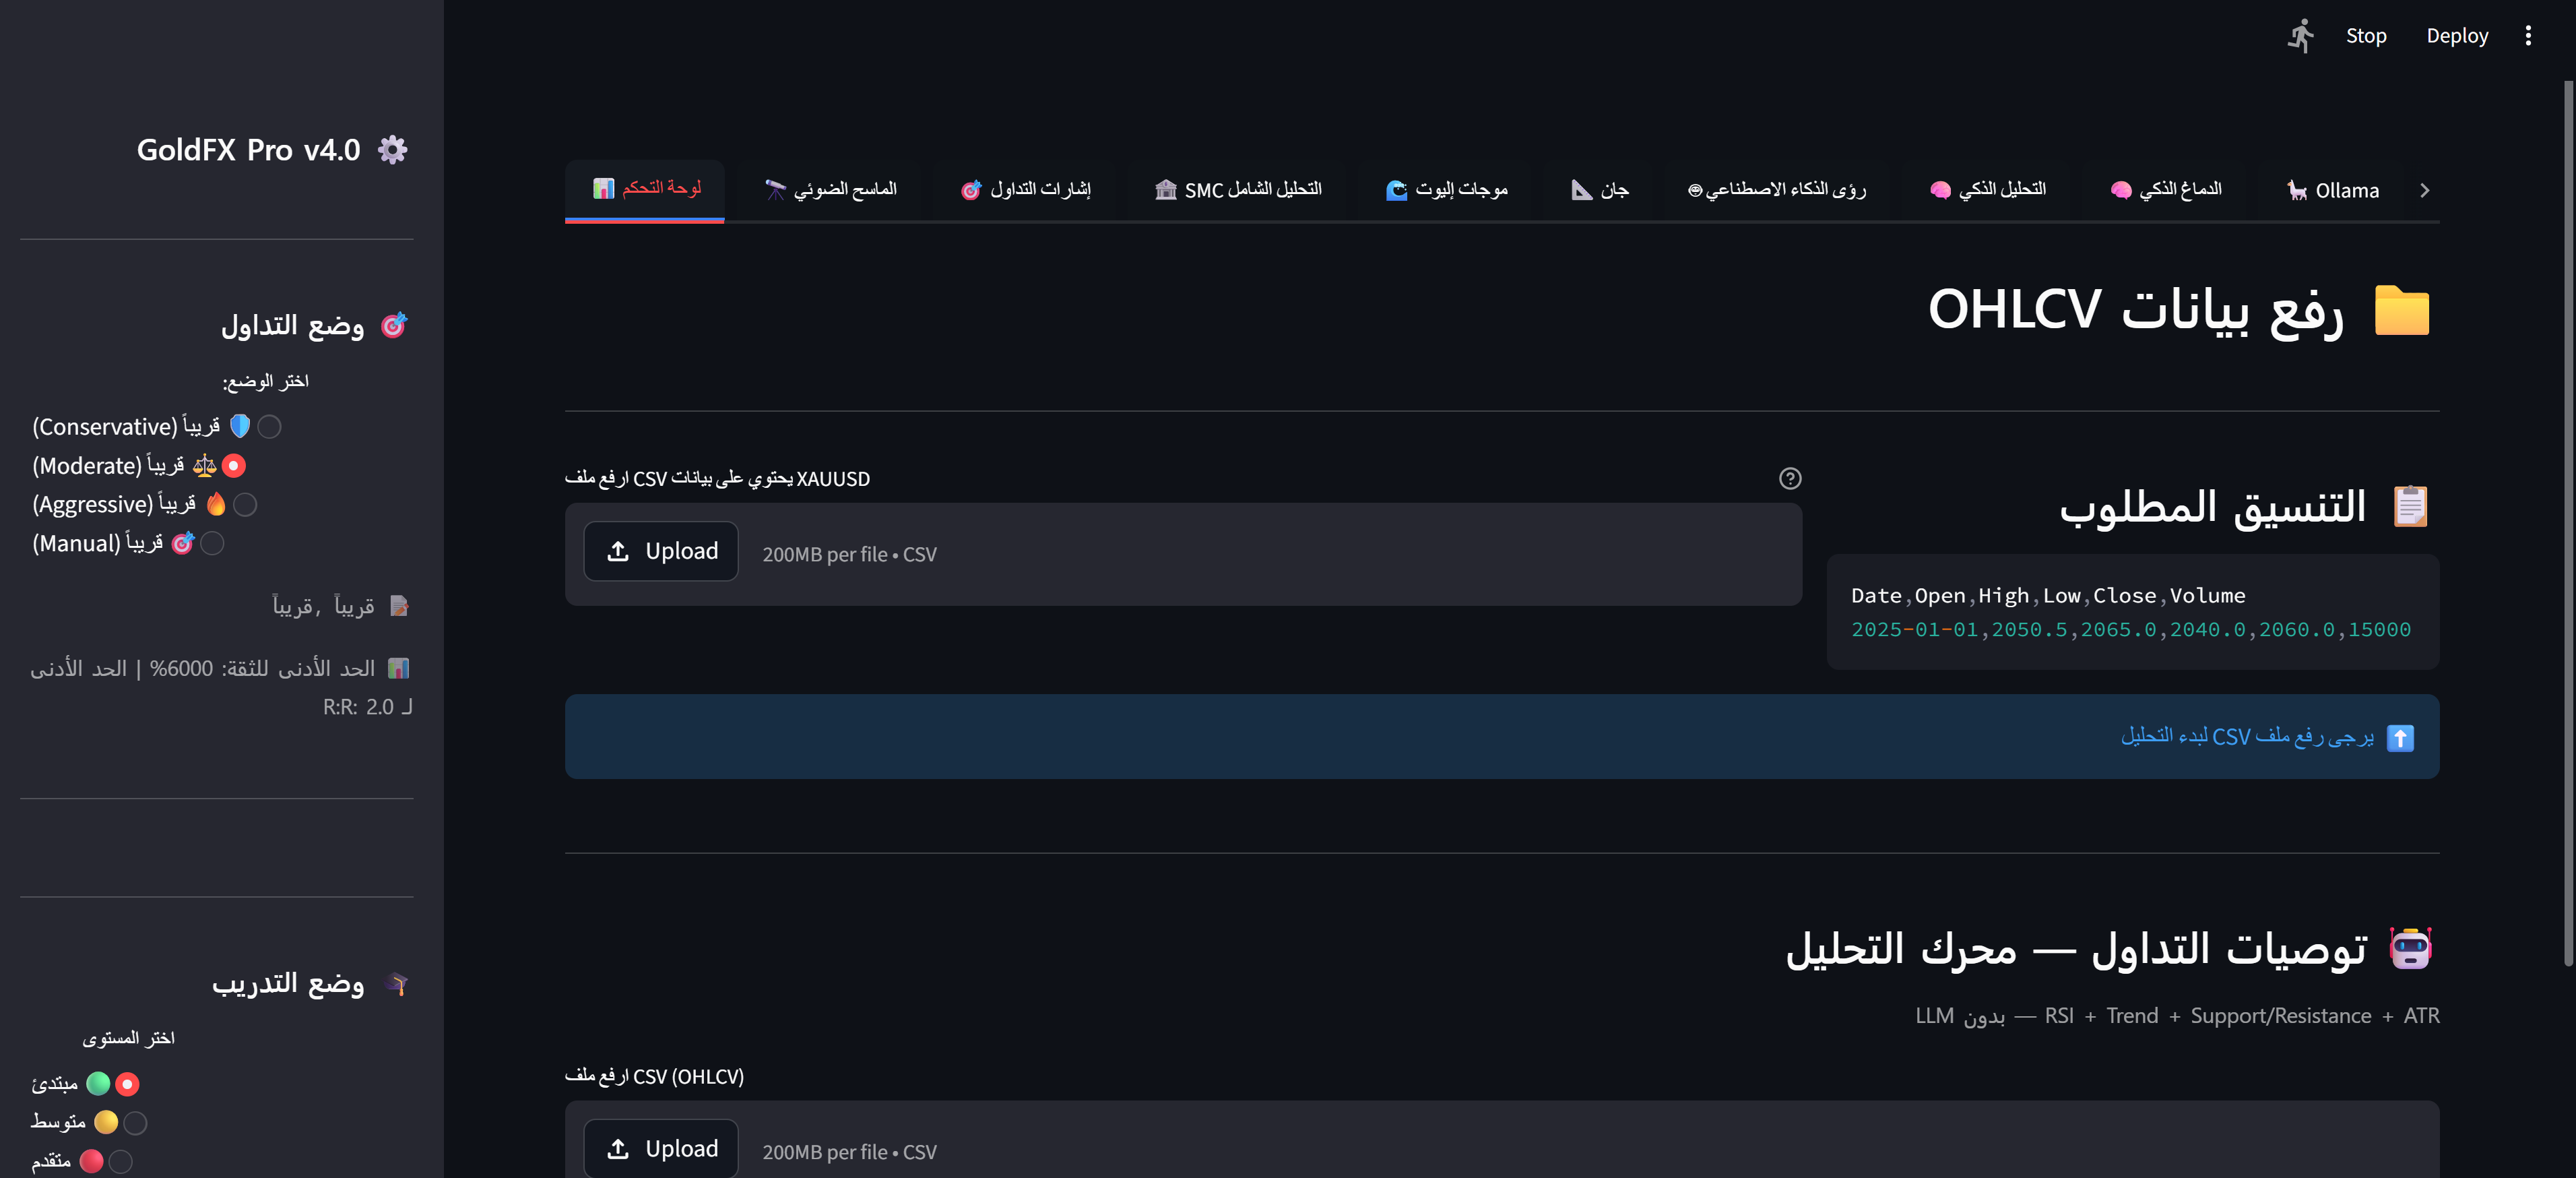 Stop
Deploy
⚙️ GoldFX Pro v4.0
🎯 وضع التداول
اختر الوضع:
🛡️ قريباً (Conservative)
⚖️ قريباً (Moderate)
🔥 قريباً (Aggressive)
🎯 قريباً (Manual)
📝 قريباً ,قريباً
📊 الحد الأدنى للثقة: 6000% | الحد الأدنى
لـ R:R: 2.0
🎓 وضع التدريب
اختر المستوى
🟢 مبتدئ
🟡 متوسط
🔴 متقدم
📊 لوحة التحكم
🔭 الماسح الضوئي
🎯 إشارات التداول
🏛️ التحليل الشامل SMC
🌊 موجات إليوت
📐 جان
رؤى الذكاء الاصطناعي
🧠 التحليل الذكي
🧠 الدماغ الذكي
🦙 Ollama
📁 رفع بيانات OHLCV
ارفع ملف CSV يحتوي على بيانات XAUUSD
Upload
200MB per file • CSV
📋 التنسيق المطلوب
Date,Open,High,Low,Close,Volume
2025-01-01,2050.5,2065.0,2040.0,2060.0,15000
⬆️ يرجى رفع ملف CSV لبدء التحليل
🤖 توصيات التداول — محرك التحليل
بدون LLM — RSI + Trend + Support/Resistance + ATR
ارفع ملف CSV (OHLCV)
Upload
200MB per file • CSV